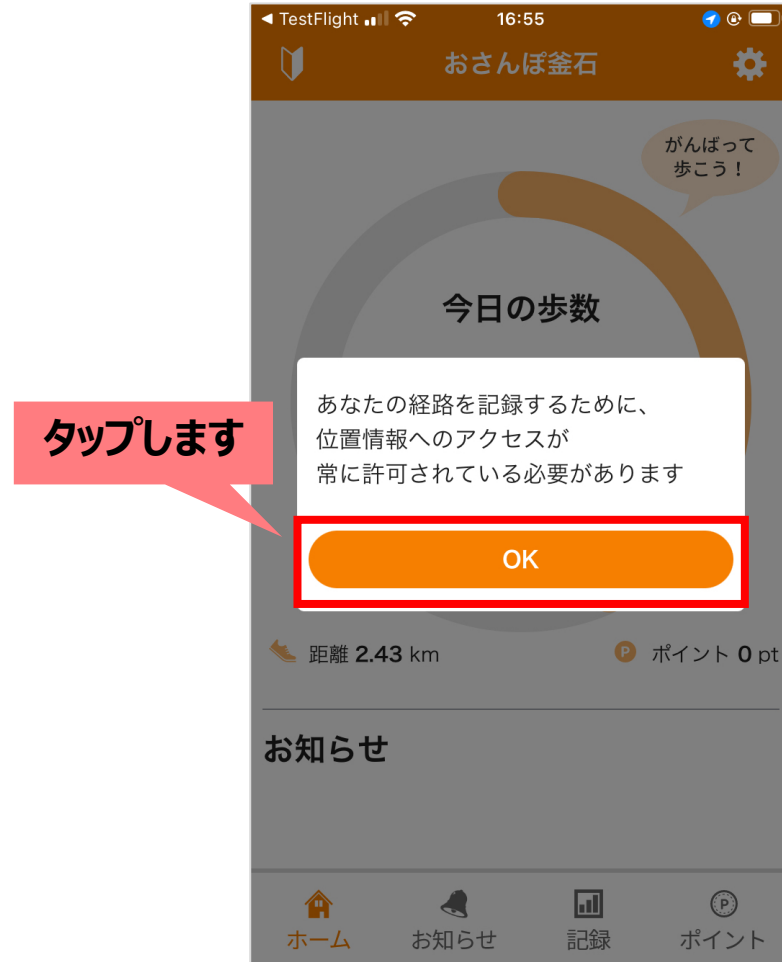 TestFlight
16:55
おさんぽ釜石
がんばって
歩こう！
今日の歩数
あなたの経路を記録するために、
位置情報へのアクセスが
常に許可されている必要があります
タップします
OK
距離 2.43 km
P ポイント 0 pt
お知らせ
ホーム
お知らせ
記録
P
ポイント